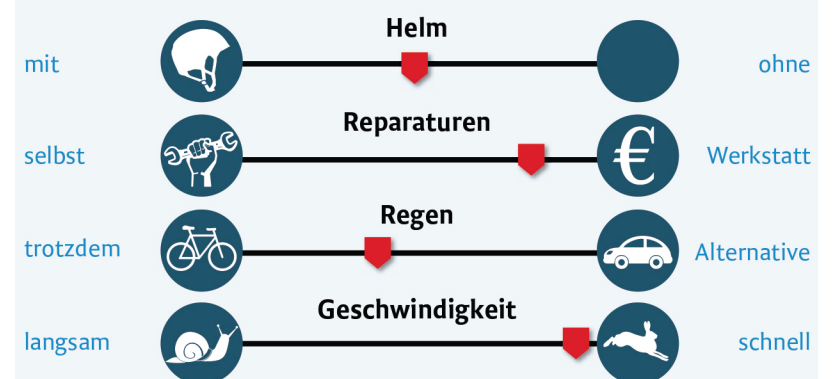 Helm
mit ohne
Reparaturen
selbst € Werkstatt
Regen
trotzdem Alternative
Geschwindigkeit
langsam schnell